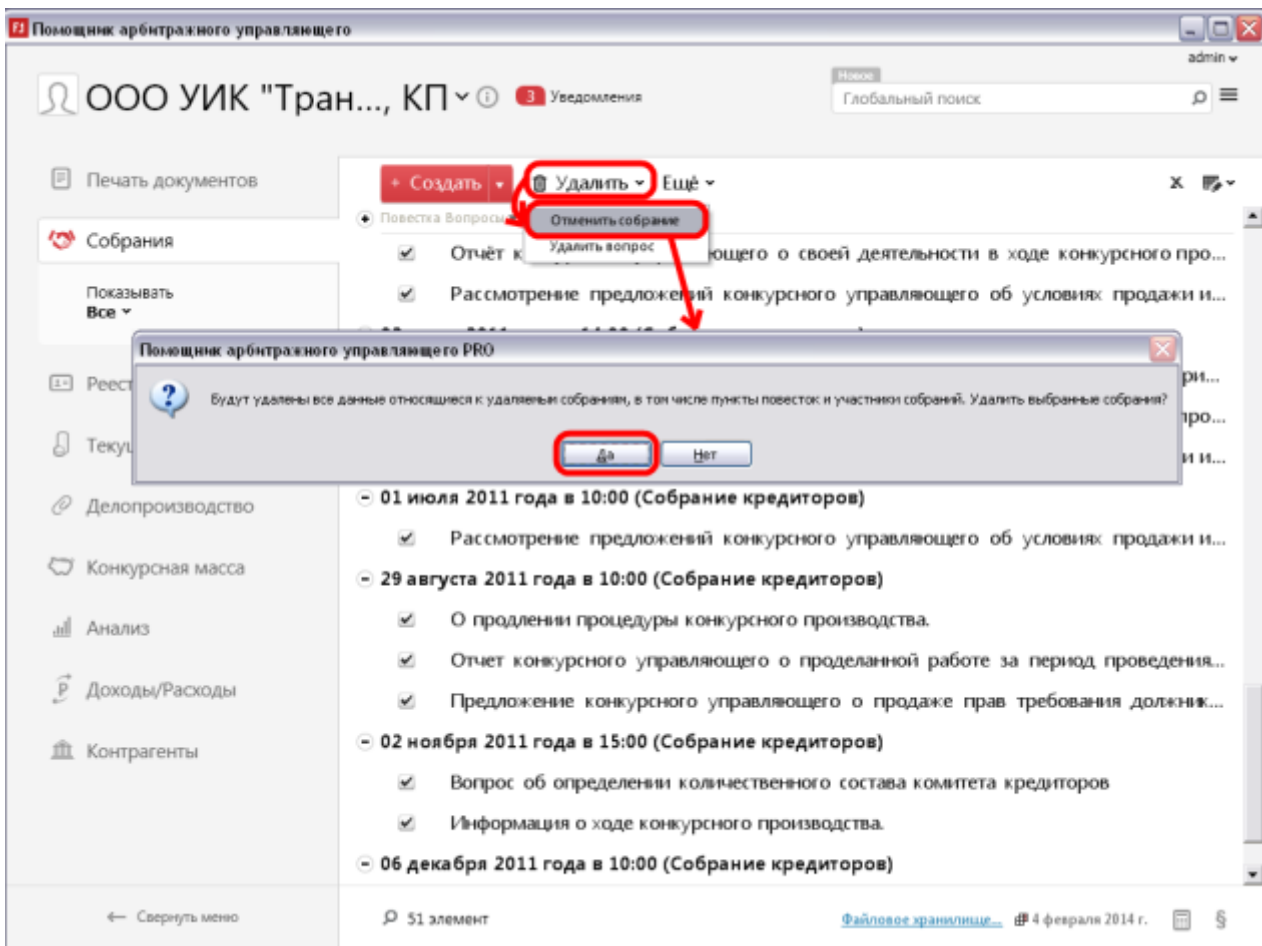 Помощник арбитражного управляющего
admin
ООО УИК "Тран..., КП
3 Уведомления
Новое
Глобальный поиск
Печать документов
+ Создать
Удалить
Ещё
Повестка Вопросы
Отменить собрание
Удалить вопрос
Собрания
Отчёт ющего о своей деятельности в ходе конкурсного про...
Показывать
Все
Рассмотрение предложений конкурсного управляющего об условиях продажи и...
Помощник арбитражного управляющего PRO
Реест
ри...
Будут удалены все данные относящиеся к удаляемым собраниям, в том числе пункты повесток и участники собраний. Удалить выбранные собрания?
про...
Текущ
Да
Нет
и и...
Делопроизводство
01 июля 2011 года в 10:00 (Собрание кредиторов)
Рассмотрение предложений конкурсного управляющего об условиях продажи и...
Конкурсная масса
29 августа 2011 года в 10:00 (Собрание кредиторов)
О продлении процедуры конкурсного производства.
Анализ
Отчет конкурсного управляющего о проделанной работе за период проведения...
Доходы/Расходы
Предложение конкурсного управляющего о продаже прав требования должник...
02 ноября 2011 года в 15:00 (Собрание кредиторов)
Контрагенты
Вопрос об определении количественного состава комитета кредиторов
Информация о ходе конкурсного производства.
06 декабря 2011 года в 10:00 (Собрание кредиторов)
← Свернуть меню
51 элемент
Файловое хранилище...
4 февраля 2014 г.
§